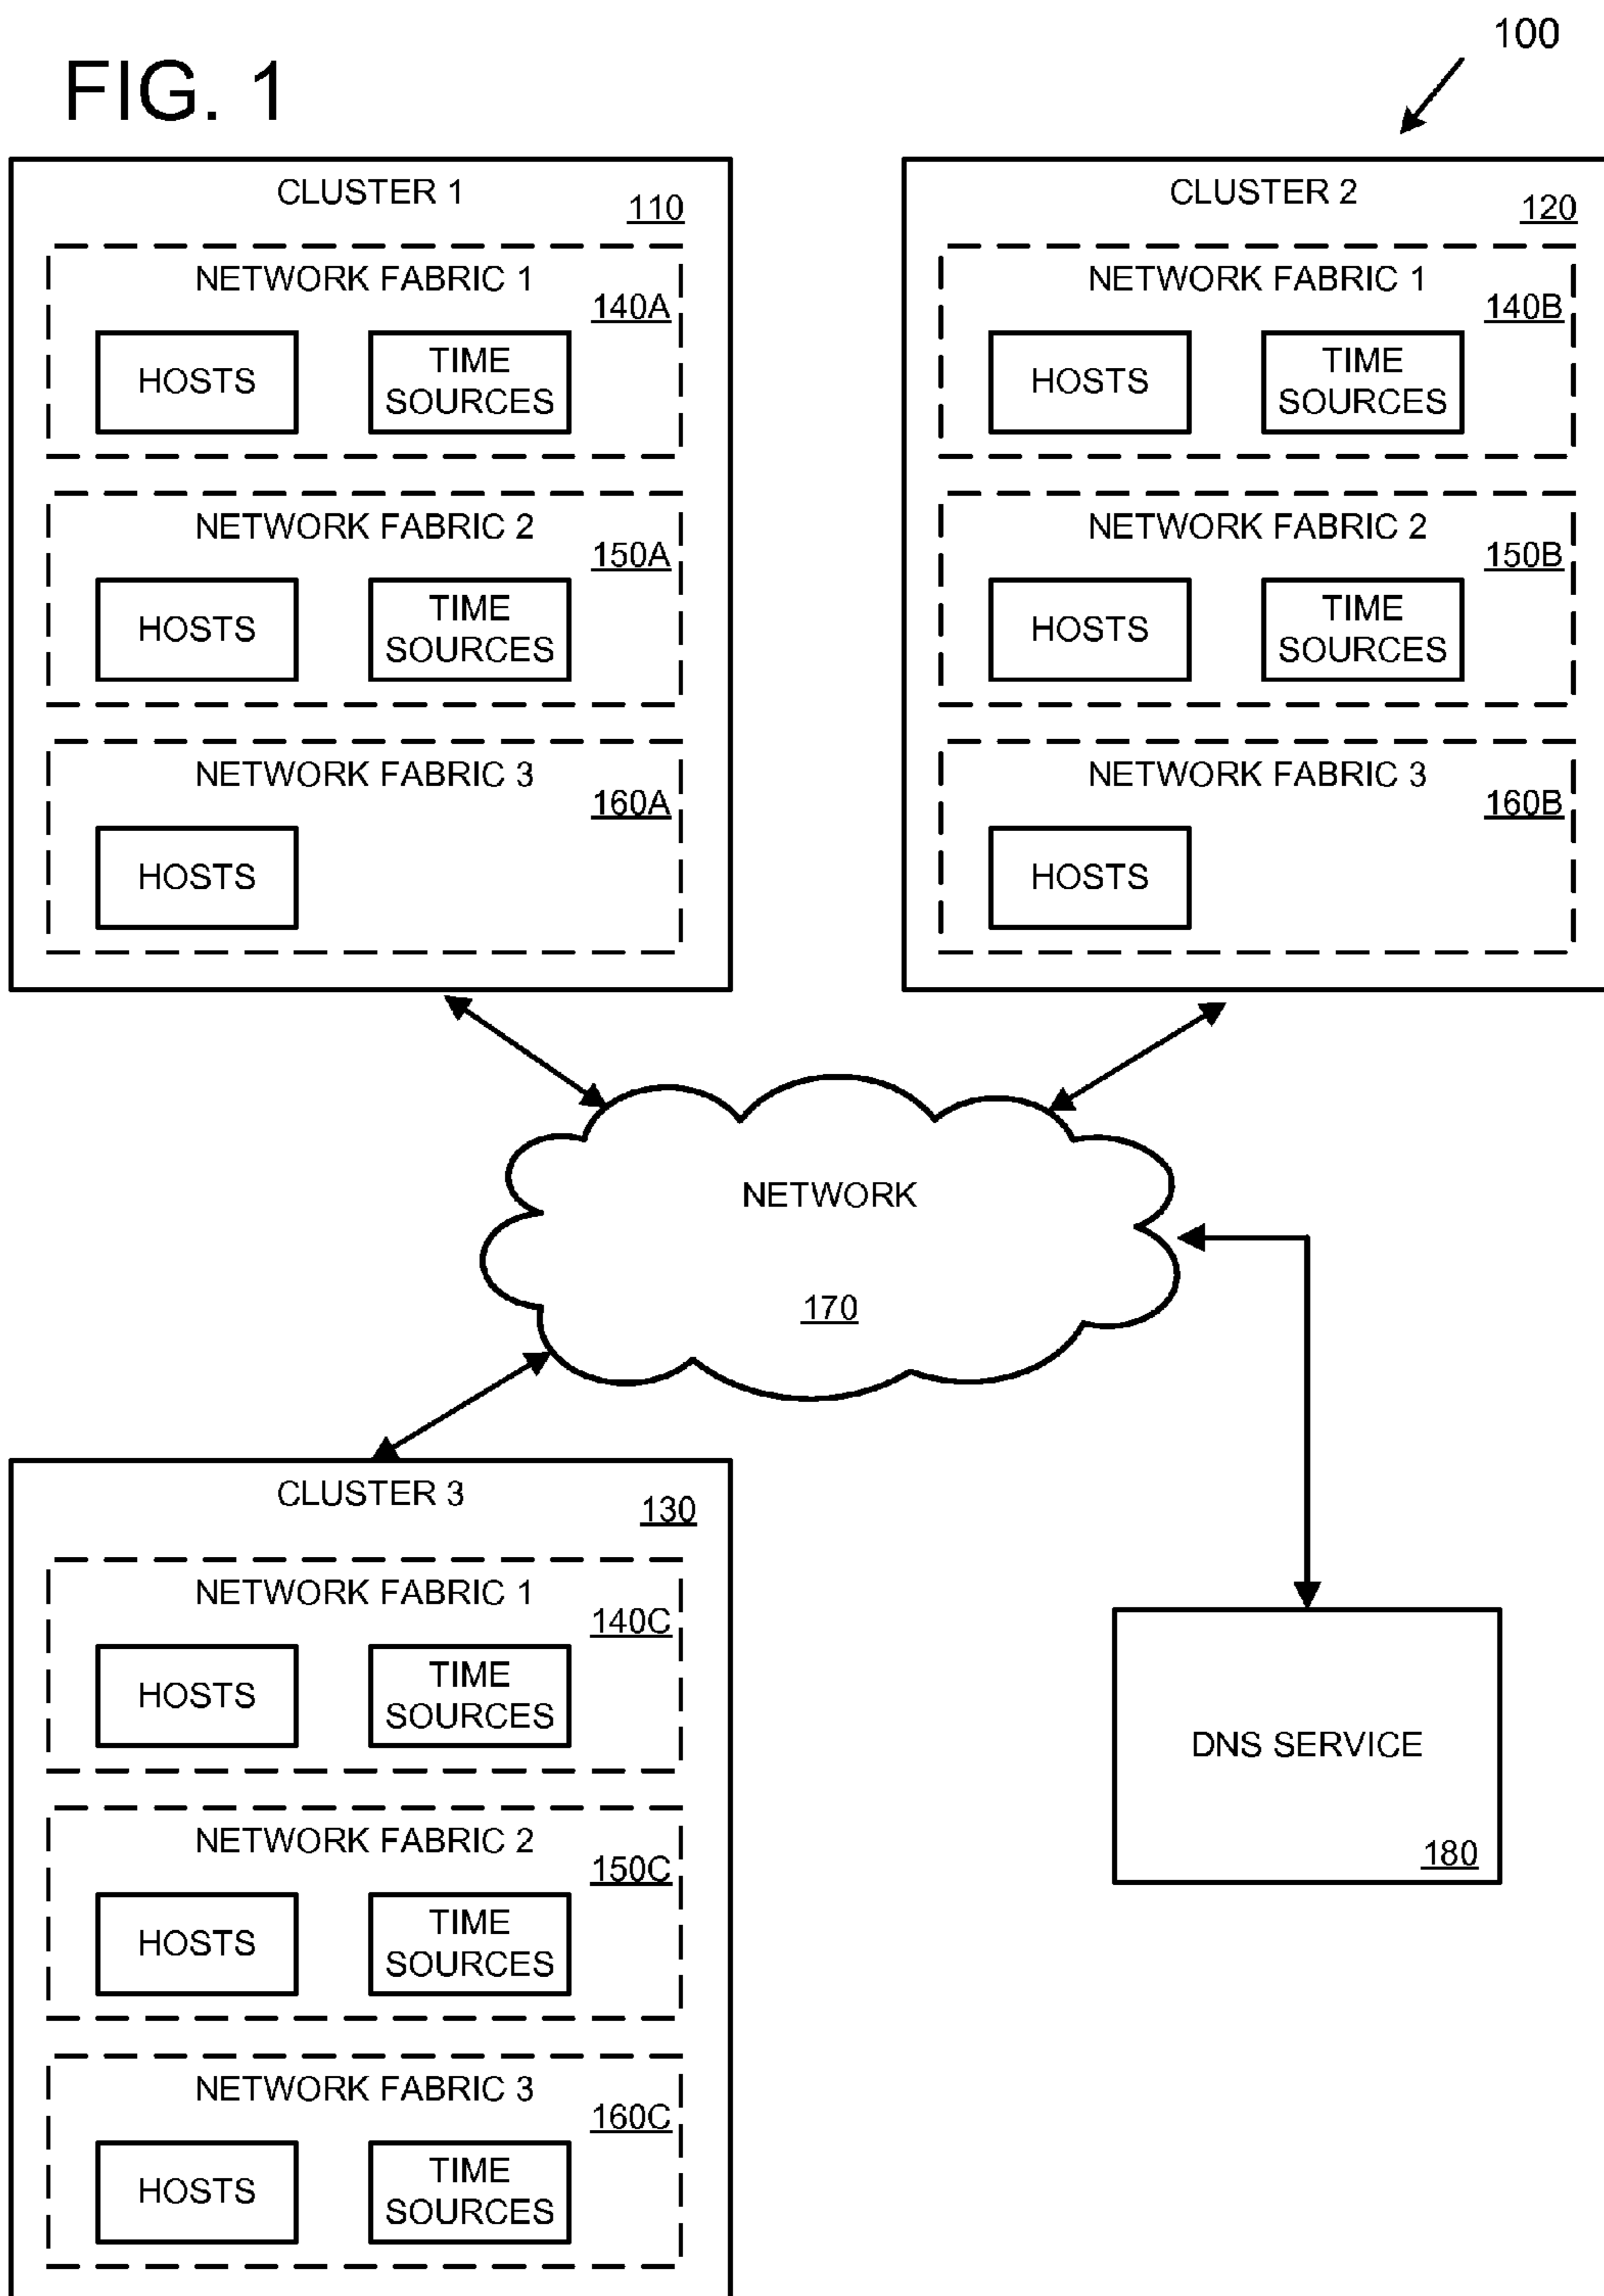 FIG. 1
100
CLUSTER 1
110
NETWORK FABRIC 1
140A
HOSTS
TIME
SOURCES
NETWORK FABRIC 2
150A
HOSTS
TIME
SOURCES
NETWORK FABRIC 3
160A
HOSTS
CLUSTER 2
120
NETWORK FABRIC 1
140B
HOSTS
TIME
SOURCES
NETWORK FABRIC 2
150B
HOSTS
TIME
SOURCES
NETWORK FABRIC 3
160B
HOSTS
NETWORK
170
CLUSTER 3
130
NETWORK FABRIC 1
140C
HOSTS
TIME
SOURCES
NETWORK FABRIC 2
150C
HOSTS
TIME
SOURCES
NETWORK FABRIC 3
160C
HOSTS
TIME
SOURCES
DNS SERVICE
180